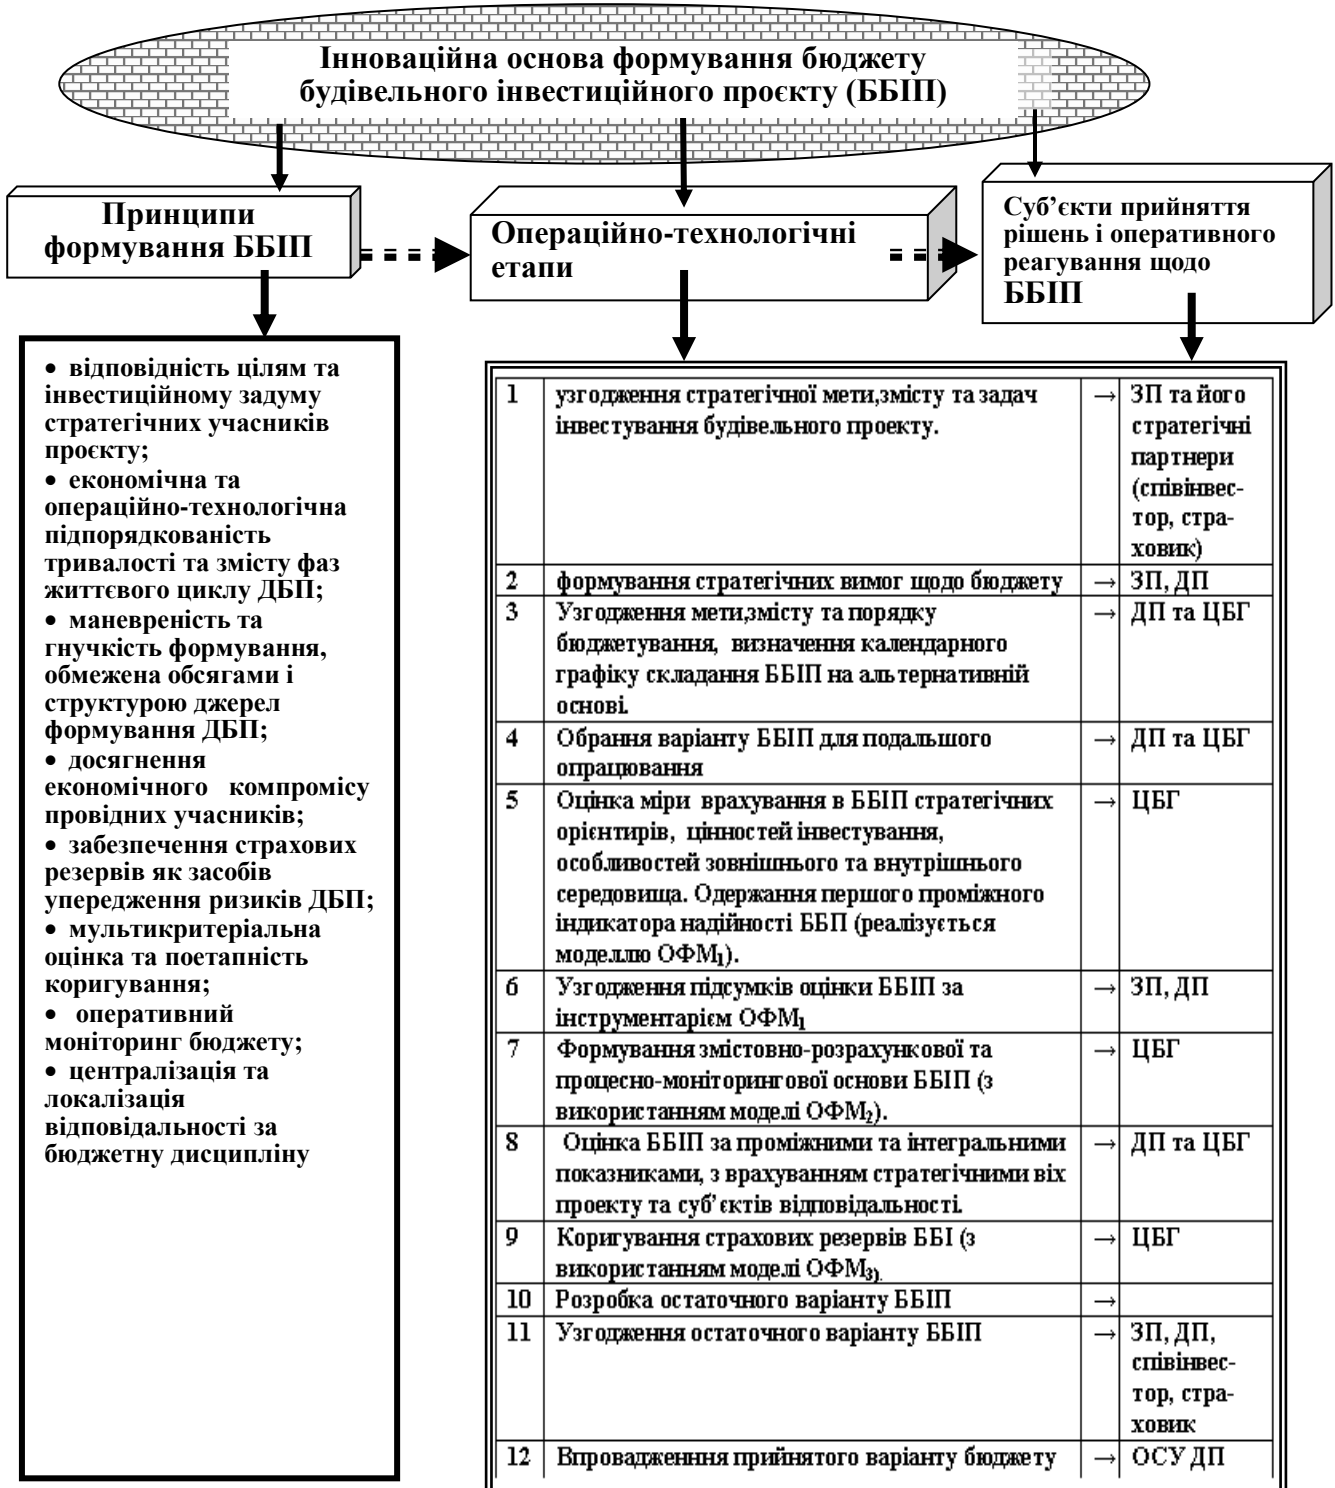 Інноваційна основа формування бюджету
будівельного інвестиційного проєкту (ББІП)
Принципи
формування ББІП
Операційно-технологічні
етапи
Суб’єкти прийняття
рішень і оперативного
реагування щодо
ББІП
• відповідність цілям та
інвестиційному задуму
стратегічних учасників
проєкту;
• економічна та
операційно-технологічна
підпорядкованість
тривалості та змісту фаз
життєвого циклу ДБП;
• маневреність та
гнучкість формування,
обмежена обсягами і
структурою джерел
формування ДБП;
• досягнення
економічного компромісу
провідних учасників;
• забезпечення страхових
резервів як засобів
упередження ризиків ДБП;
• мультикритеріальна
оцінка та поетапність
коригування;
• оперативний
моніторинг бюджету;
• централізація та
локалізація
відповідальності за
бюджетну дисципліну
1 узгодження стратегічної мети,змісту та задач → ЗП та його
інвестування будівельного проекту. стратегічні
партнери
(співінвес-
тор, стра-
ховик)
2 формування стратегічних вимог щодо бюджету → ЗП, ДП
3 Узгодження мети,змісту та порядку → ДП та ЦБГ
бюджетування, визначення календарного
графіку складання ББІП на альтернативній
основі.
4 Обрання варіанту ББІП для подальшого → ДП та ЦБГ
опрацювання
5 Оцінка міри врахування в ББІП стратегічних → ЦБГ
орієнтирів, цінностей інвестування,
особливостей зовнішнього та внутрішнього
середовища. Одержання першого проміжного
індикатора надійності ББП (реалізується
моделлю ОФМ₁).
6 Узгодження підсумків оцінки ББІП за → ЗП, ДП
інструментарієм ОФМ₁
7 Формування змістовно-розрахункової та → ЦБГ
процесно-моніторингової основи ББІП (з
використанням моделі ОФМ₂).
8 Оцінка ББІП за проміжними та інтегральними → ДП та ЦБГ
показниками, з врахуванням стратегічними віх
проекту та суб’єктів відповідальності.
9 Коригування страхових резервів ББІ (з → ЦБГ
використанням моделі ОФМ₃).
10 Розробка остаточного варіанту ББІП →
11 Узгодження остаточного варіанту ББІП → ЗП, ДП,
співінвес-
тор, стра-
ховик
12 Впровадженння прийнятого варіанту бюджету → ОСУ ДП